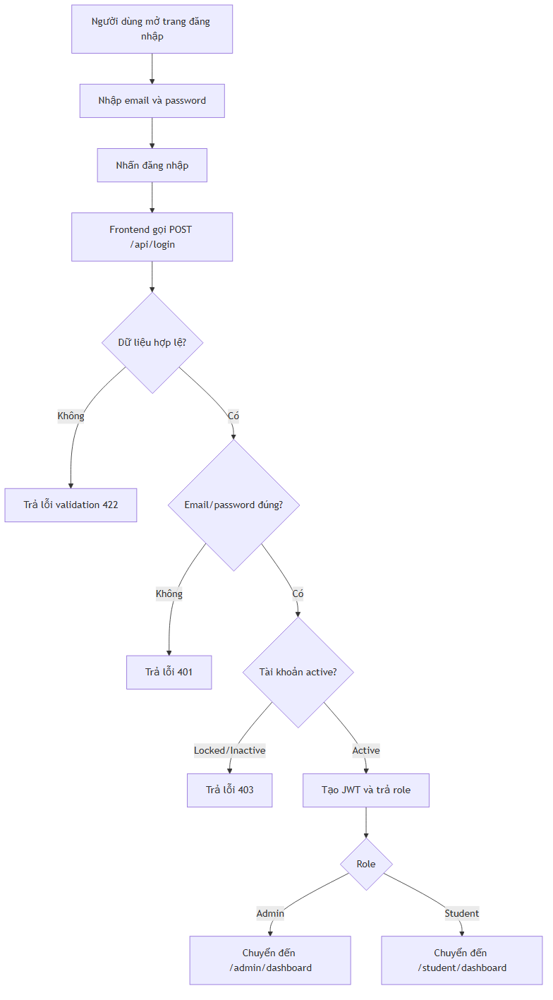 Người dùng mở trang đăng
nhập
Nhập email và password
Nhấn đăng nhập
Frontend gọi POST
/api/login
Dữ liệu hợp lệ?
Không
Có
Trả lỗi validation 422
Email/password đúng?
Không
Có
Trả lỗi 401
Tài khoản active?
Locked/Inactive
Active
Trả lỗi 403
Tạo JWT và trả role
Role
Admin
Student
Chuyển đến
/admin/dashboard
Chuyển đến
/student/dashboard